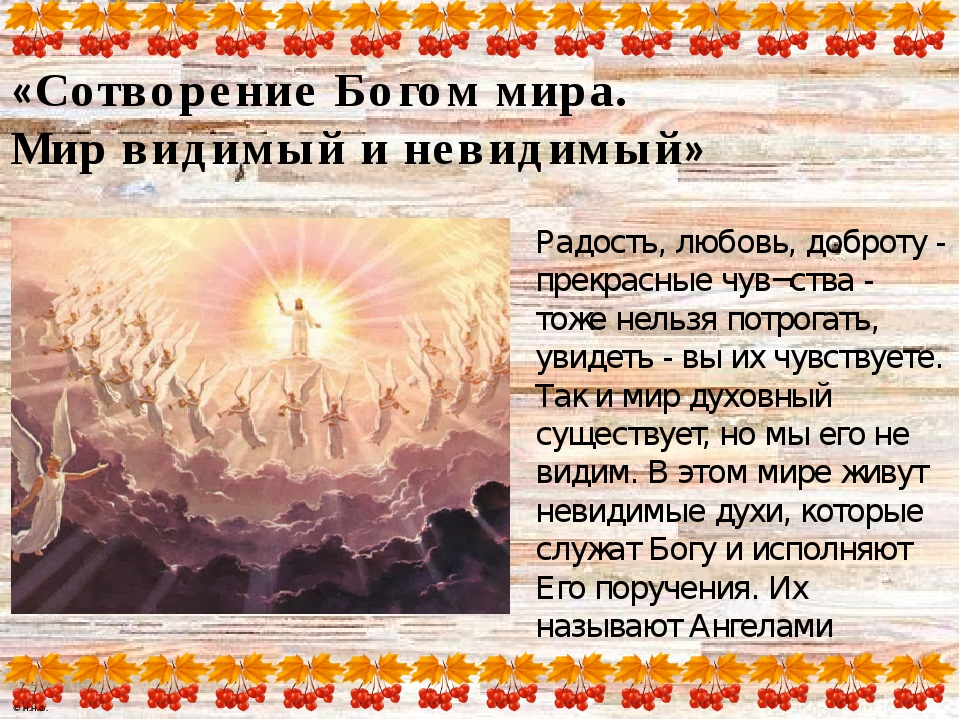 «Сотворение Богом мира.
Мир видимый и невидимый»
Радость, любовь, доброту -
прекрасные чув‒ства -
тоже нельзя потрогать,
увидеть - вы их чувствуете.
Так и мир духовный
существует, но мы его не
видим. В этом мире живут
невидимые духи, которые
служат Богу и исполняют
Его поручения. Их
называют Ангелами